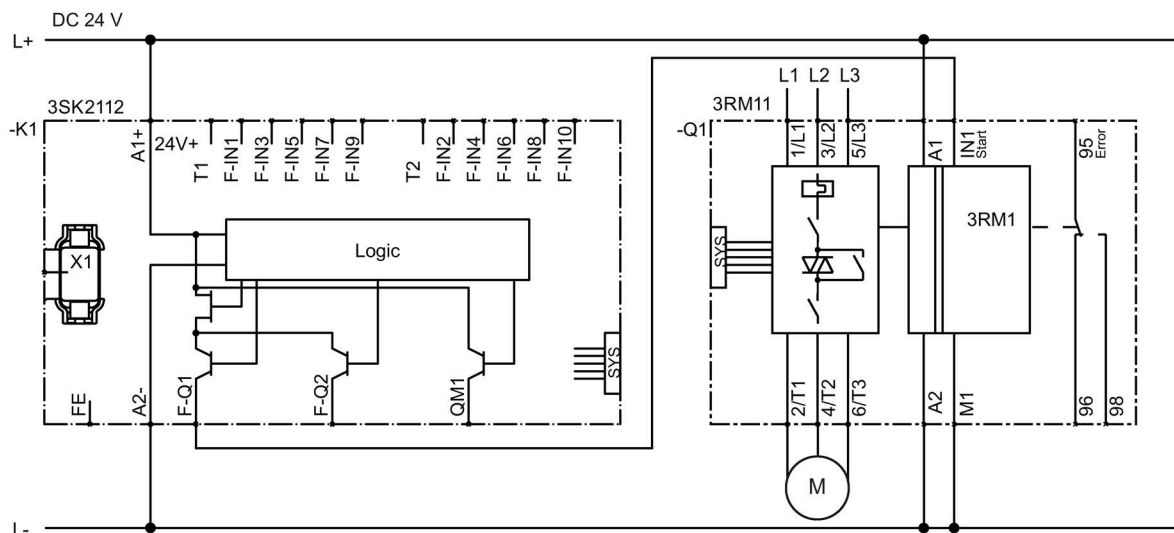 DC 24 V
L+
3SK2112
-K1
A1+
24V+
T1
F-IN1
F-IN3
F-IN5
F-IN7
F-IN9
T2
F-IN2
F-IN4
F-IN6
F-IN8
F-IN10
X1
Logic
SYS
FE
A2-
F-Q1
F-Q2
QM1
L1 L2 L3
3RM11
-Q1
1/L1
3/L2
5/L3
A1
IN1
Start
95
Error
3RM1
SYS
2/T1
4/T2
6/T3
A2
M1
96
98
M
L-